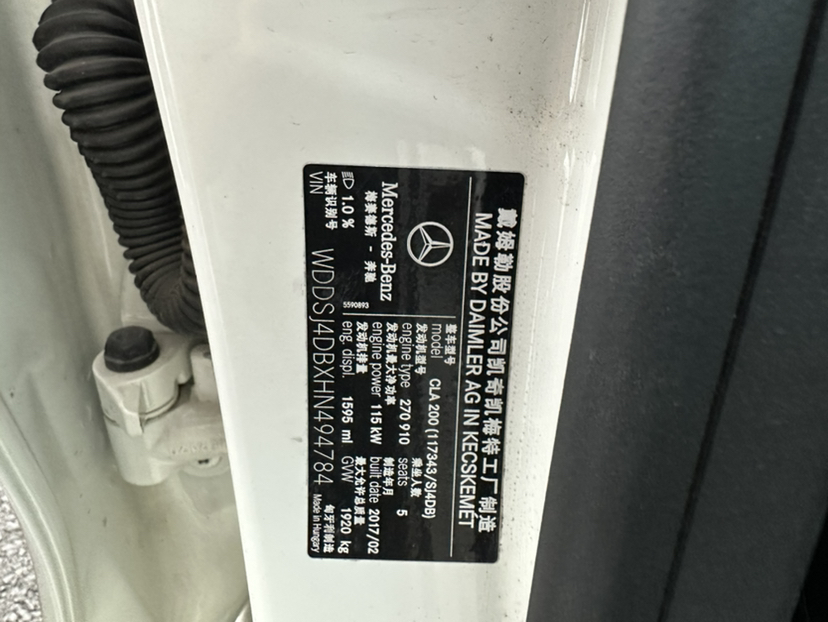 戴姆勒股份公司凯奇凯梅特工厂制造
MADE BY DAIMLER AG IN KECSKEMÉT
Mercedes-Benz
梅赛德斯 - 奔驰
5590893
整车型号
model CLA 200 (117343/SJ4DB)
发动机型号 乘坐人数
engine type 270 910 seats 5
发动机最大净功率 制造年月
engine power 115 kW built date 2017/02
发动机排量 最大允许总质量
eng. displ. 1595 ml GVW 1920 kg
1.0 %
车辆识别号
VIN WDDSJ4DBXHN494784
匈牙利制造
Made in Hungary